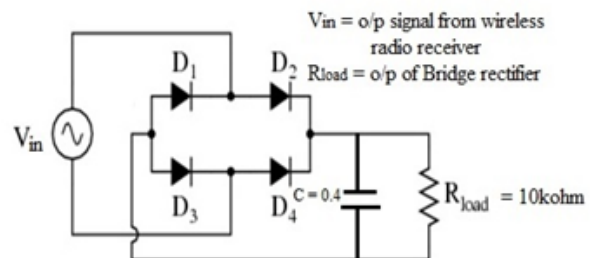 Vin = o/p signal from wireless
radio receiver
Rload = o/p of Bridge rectifier
D1
D2
Vin
D3
D4
C = 0.4
Rload = 10kohm